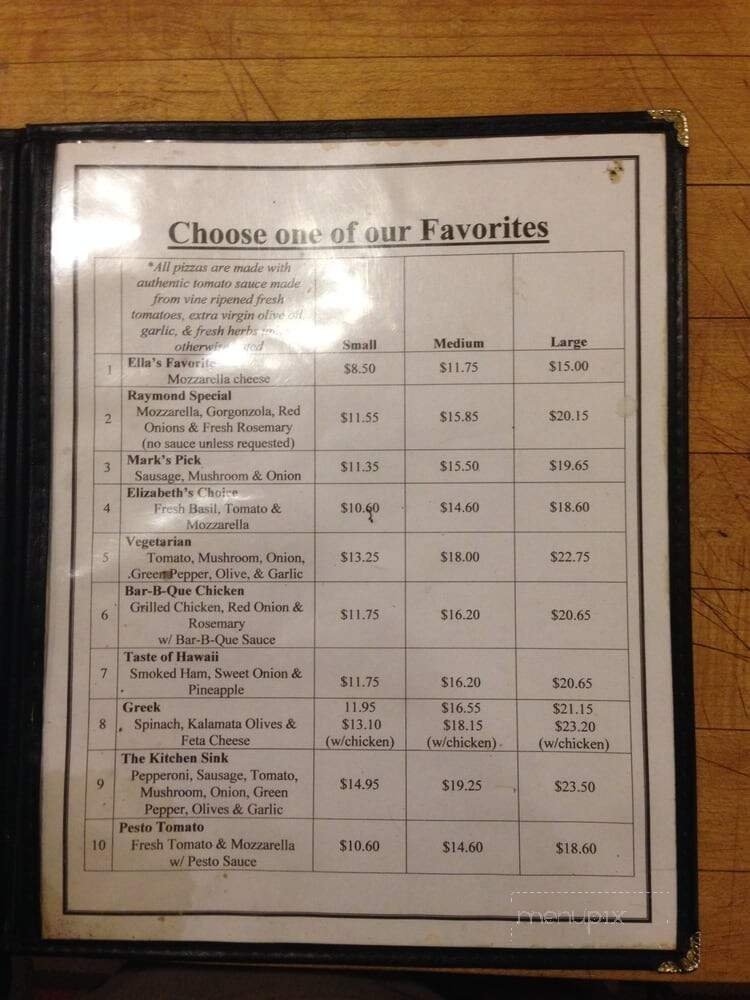 Choose one of our Favorites
*All pizzas are made with
authentic tomato sauce made
from vine ripened fresh
tomatoes, extra virgin olive oil,
garlic, & fresh herbs
otherwise
Small Medium Large
1 Ella's Favorite $8.50 $11.75 $15.00
Mozzarella cheese
2 Raymond Special
Mozzarella, Gorgonzola, Red $11.55 $15.85 $20.15
Onions & Fresh Rosemary
(no sauce unless requested)
3 Mark's Pick $11.35 $15.50 $19.65
Sausage, Mushroom & Onion
Elizabeth's Choice
4 Fresh Basil, Tomato & $10.60 $14.60 $18.60
Mozzarella
Vegetarian
5 Tomato, Mushroom, Onion, $13.25 $18.00 $22.75
Green Pepper, Olive, & Garlic
Bar-B-Que Chicken
6 Grilled Chicken, Red Onion & $11.75 $16.20 $20.65
Rosemary
w/ Bar-B-Que Sauce
Taste of Hawaii
7 Smoked Ham, Sweet Onion & $11.75 $16.20 $20.65
Pineapple
Greek 11.95 $16.55 $21.15
8 Spinach, Kalamata Olives & $13.10 $18.15 $23.20
Feta Cheese (w/chicken) (w/chicken) (w/chicken)
The Kitchen Sink
9 Pepperoni, Sausage, Tomato, $14.95 $19.25 $23.50
Mushroom, Onion, Green
Pepper, Olives & Garlic
Pesto Tomato
10 Fresh Tomato & Mozzarella $10.60 $14.60 $18.60
w/ Pesto Sauce
menupix